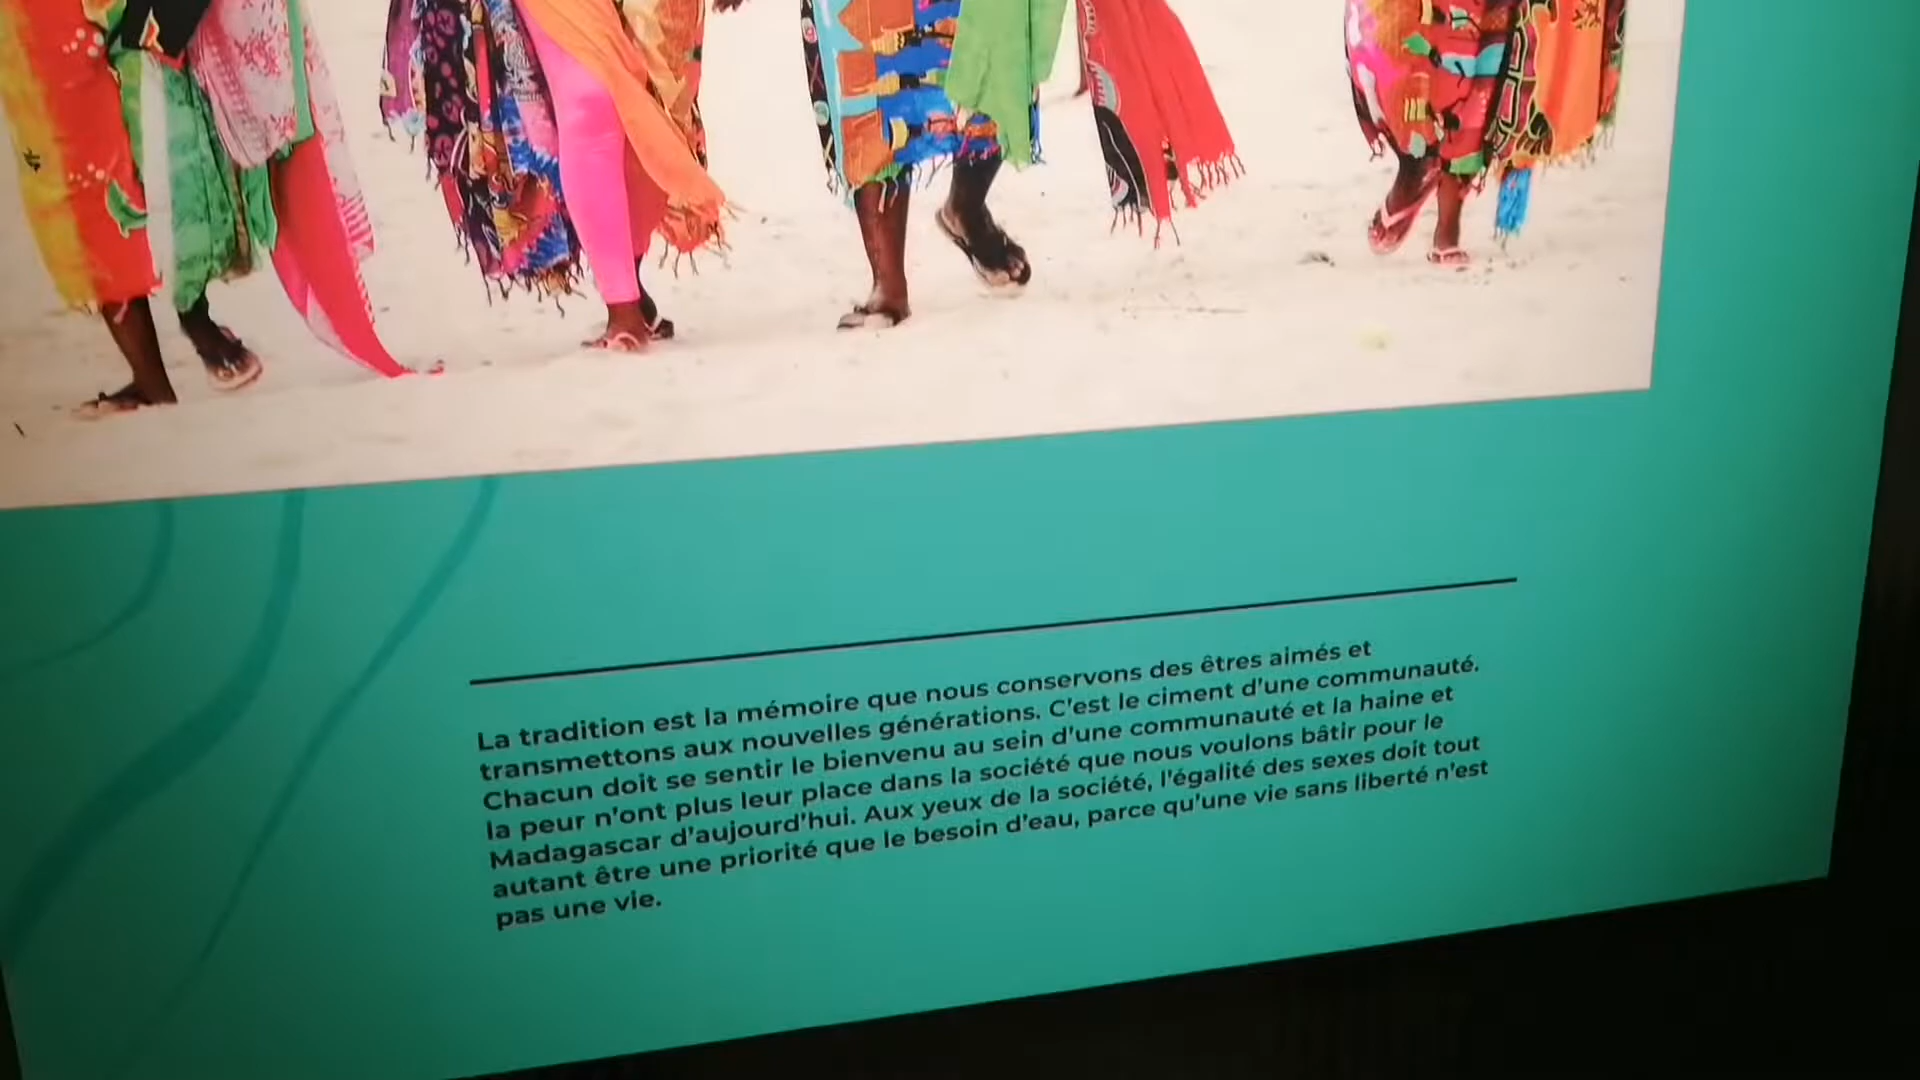 La tradition est la mémoire que nous conservons des êtres aimés et
transmettons aux nouvelles générations. C'est le ciment d'une communauté.
Chacun doit se sentir le bienvenu au sein d'une communauté et la haine et
la peur n'ont plus leur place dans la société que nous voulons bâtir pour le
Madagascar d'aujourd'hui. Aux yeux de la société, l'égalité des sexes doit tout
autant être une priorité que le besoin d'eau, parce qu'une vie sans liberté n'est
pas une vie.